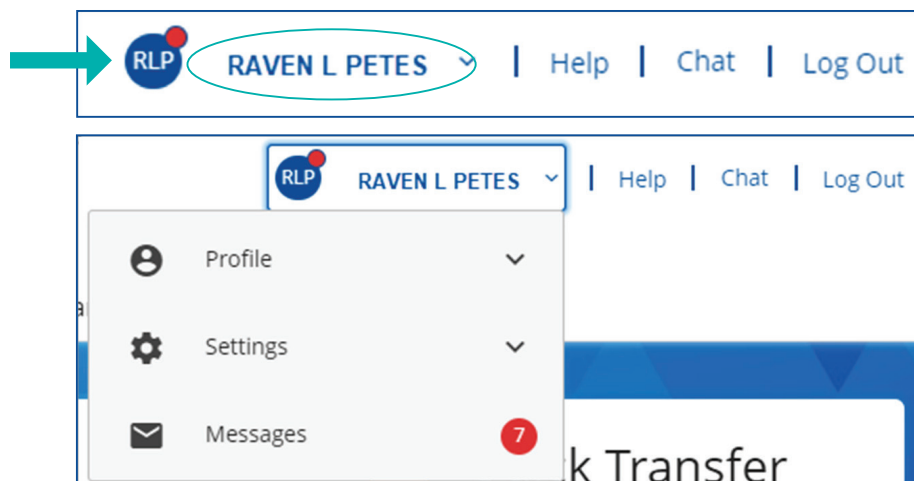 RLP RAVEN L PETES | Help | Chat | Log Out
RLP RAVEN L PETES | Help | Chat | Log Out
Profile
Settings
Messages 7
k Transfer